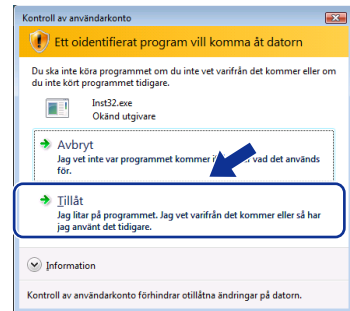 Kontroll av användarkonto
Ett oidentifierat program vill komma åt datorn
Du ska inte köra programmet om du inte vet varifrån det kommer eller om
du inte kört programmet tidigare.
Inst32.exe
Okänd utgivare
Avbryt
Jag vet inte var programmet kommer vad det används
för.
Tillåt
Jag litar på programmet. Jag vet varifrån det kommer eller så har
jag använt det tidigare.
Information
Kontroll av användarkonto förhindrar otillåtna ändringar på datorn.